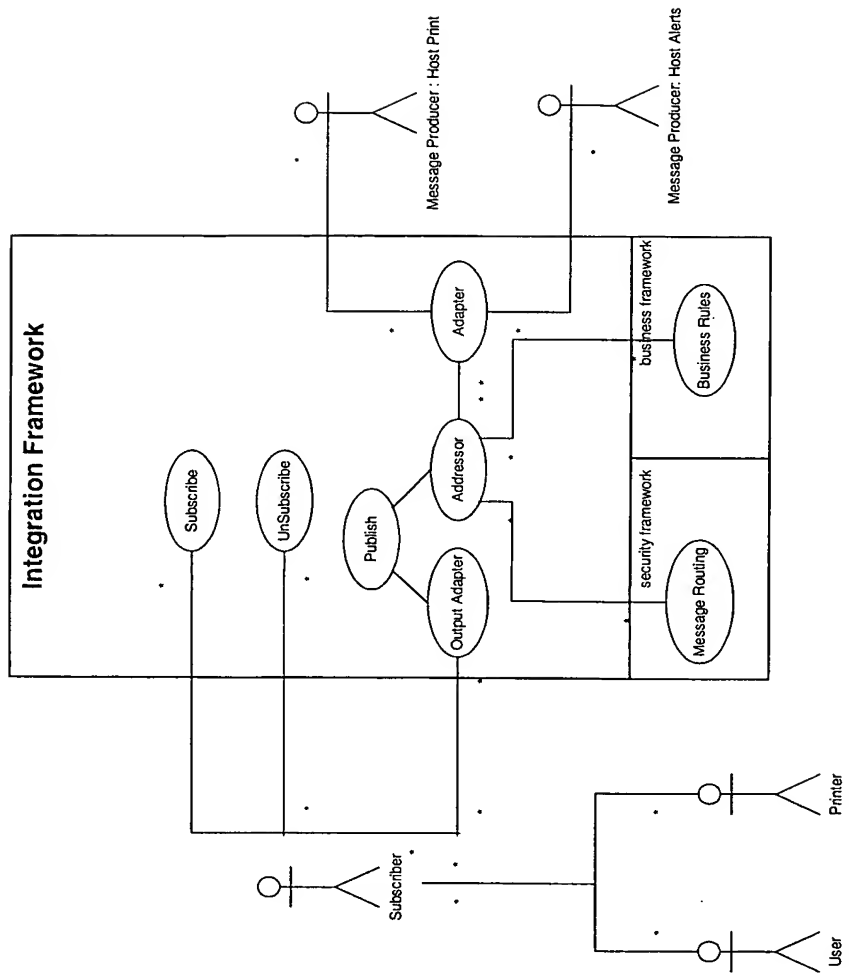 Integration Framework
Subscribe
UnSubscribe
Publish
Output Adapter
Addressor
Adapter
security framework
business framework
Message Routing
Business Rules
Message Producer : Host Print
Message Producer: Host Alerts
Subscriber
User
Printer